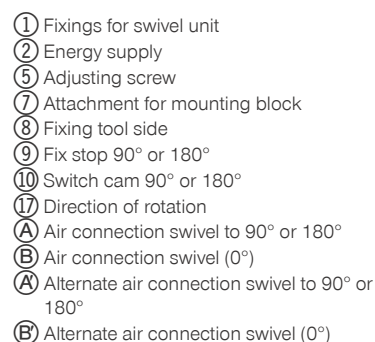 ① Fixings for swivel unit
② Energy supply
⑤ Adjusting screw
⑦ Attachment for mounting block
⑧ Fixing tool side
⑨ Fix stop 90° or 180°
⑩ Switch cam 90° or 180°
⑰ Direction of rotation
Ⓐ Air connection swivel to 90° or 180°
Ⓑ Air connection swivel (0°)
Ⓐ' Alternate air connection swivel to 90° or
180°
Ⓑ' Alternate air connection swivel (0°)